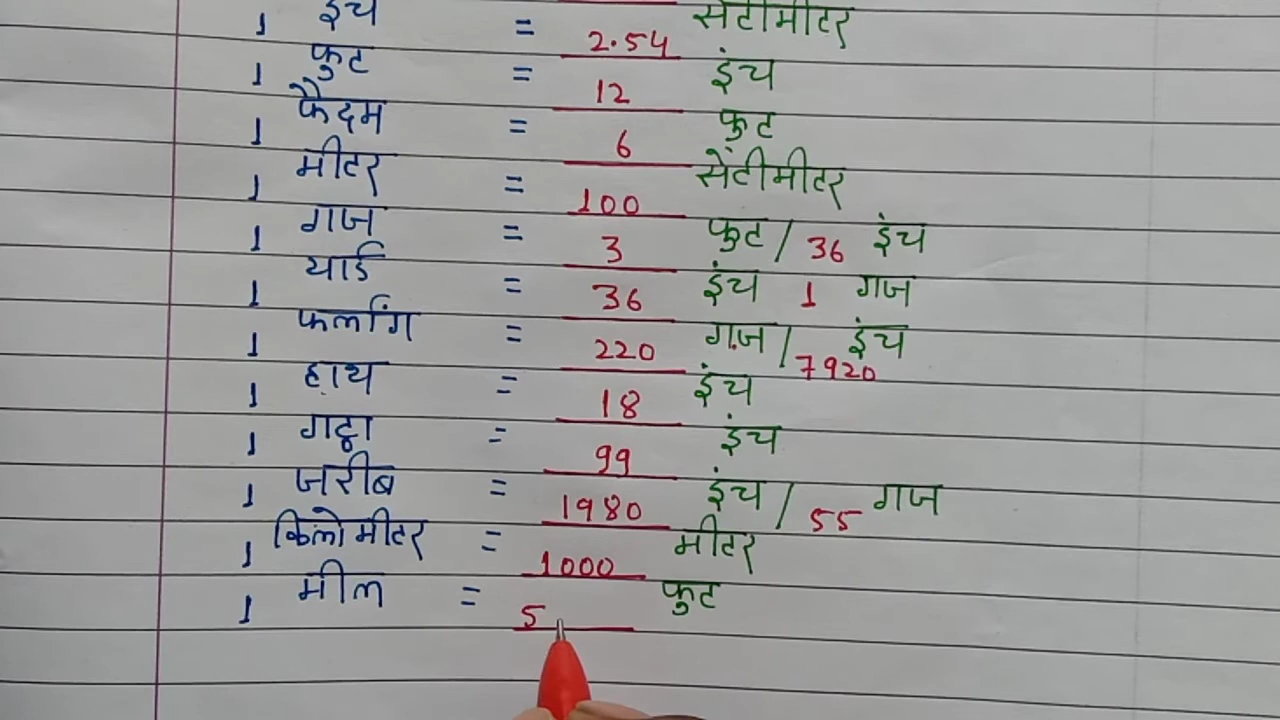 1 इंच = 2.54 सेंटीमीटर
1 फुट = 12 इंच
1 फैदम = 6 फुट
1 मीटर = 100 सेंटीमीटर
1 गज = 3 फुट / 36 इंच
1 यार्ड = 36 इंच 1 गज
1 फर्लांग = 220 गज / 7920 इंच
1 हाथ = 18 इंच
1 गट्ठा = 99 इंच
1 जरीब = 1980 इंच / 55 गज
1 किलोमीटर = 1000 मीटर
1 मील = 5 फुट